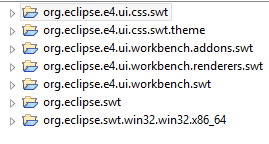 org.eclipse.e4.ui.css.swt
org.eclipse.e4.ui.css.swt.theme
org.eclipse.e4.ui.workbench.addons.swt
org.eclipse.e4.ui.workbench.renderers.swt
org.eclipse.e4.ui.workbench.swt
org.eclipse.swt
org.eclipse.swt.win32.win32.x86_64